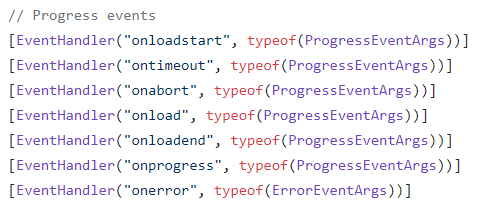 // Progress events
[EventHandler("onloadstart", typeof(ProgressEventArgs))]
[EventHandler("ontimeout", typeof(ProgressEventArgs))]
[EventHandler("onabort", typeof(ProgressEventArgs))]
[EventHandler("onload", typeof(ProgressEventArgs))]
[EventHandler("onloadend", typeof(ProgressEventArgs))]
[EventHandler("onprogress", typeof(ProgressEventArgs))]
[EventHandler("onerror", typeof(ErrorEventArgs))]